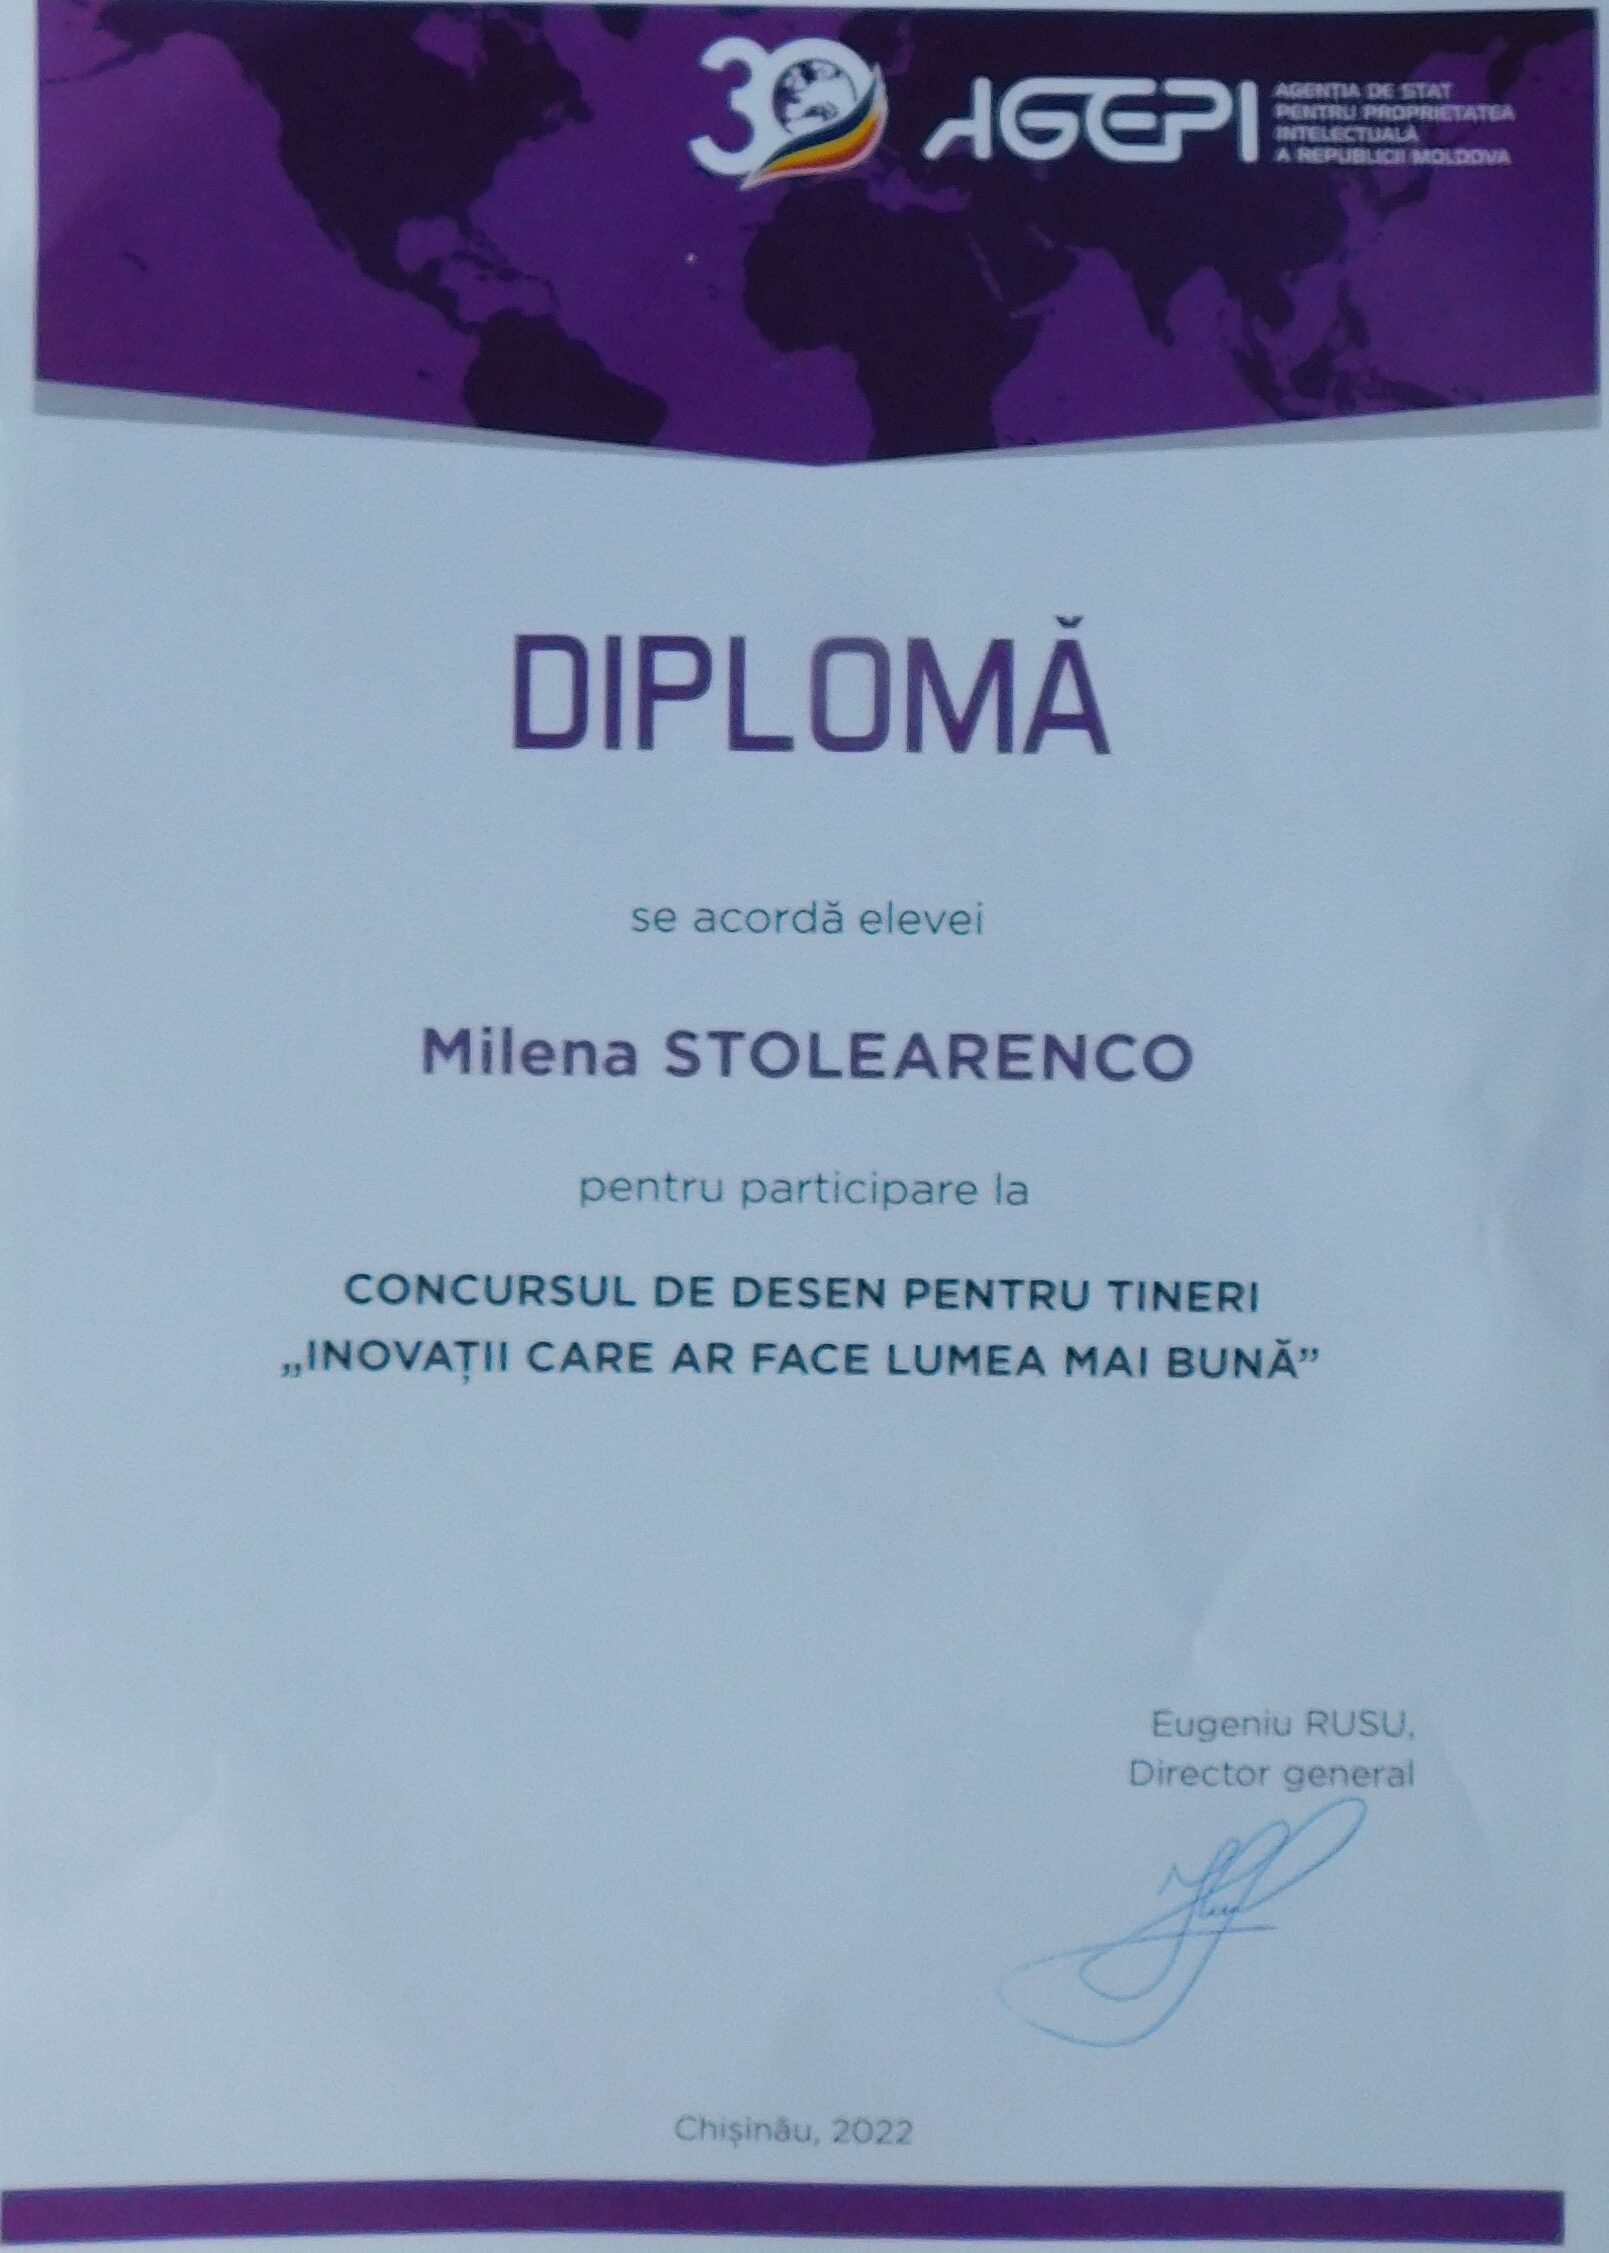 30 AGEPI
AGENȚIA DE STAT
PENTRU PROPRIETATEA
INTELECTUALĂ
A REPUBLICII MOLDOVA
DIPLOMĂ
se acordă elevei
Milena STOLEARENCO
pentru participare la
CONCURSUL DE DESEN PENTRU TINERI
„INOVAȚII CARE AR FACE LUMEA MAI BUNĂ”
Eugeniu RUSU,
Director general
Chișinău, 2022